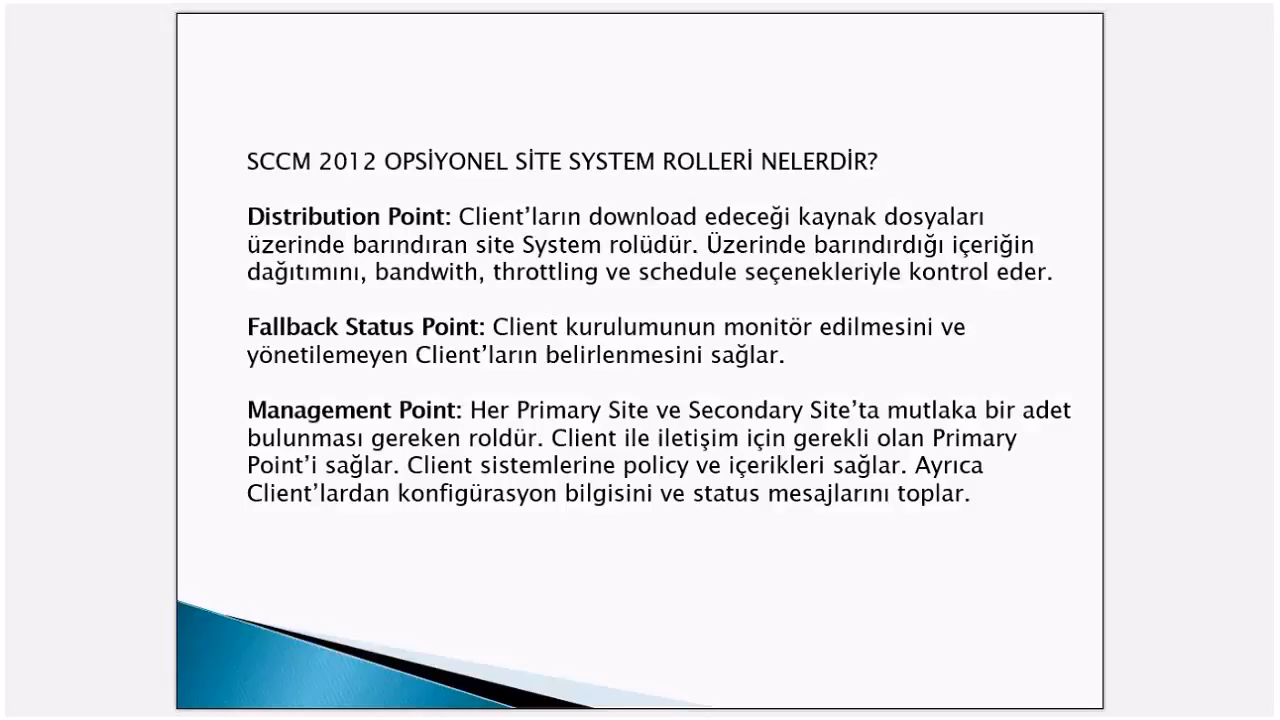 SCCM 2012 OPSİYONEL SİTE SYSTEM ROLLERİ NELERDİR?
Distribution Point: Client’ların download edeceği kaynak dosyaları
üzerinde barındıran site System rolüdür. Üzerinde barındırdığı içeriğin
dağıtımını, bandwith, throttling ve schedule seçenekleriyle kontrol eder.
Fallback Status Point: Client kurulumunun monitör edilmesini ve
yönetilemeyen Client’ların belirlenmesini sağlar.
Management Point: Her Primary Site ve Secondary Site’ta mutlaka bir adet
bulunması gereken roldür. Client ile iletişim için gerekli olan Primary
Point’i sağlar. Client sistemlerine policy ve içerikleri sağlar. Ayrıca
Client’lardan konfigürasyon bilgisini ve status mesajlarını toplar.